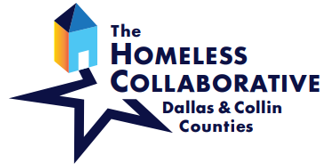 The
HOMELESS
COLLABORATIVE
Dallas & Collin
Counties